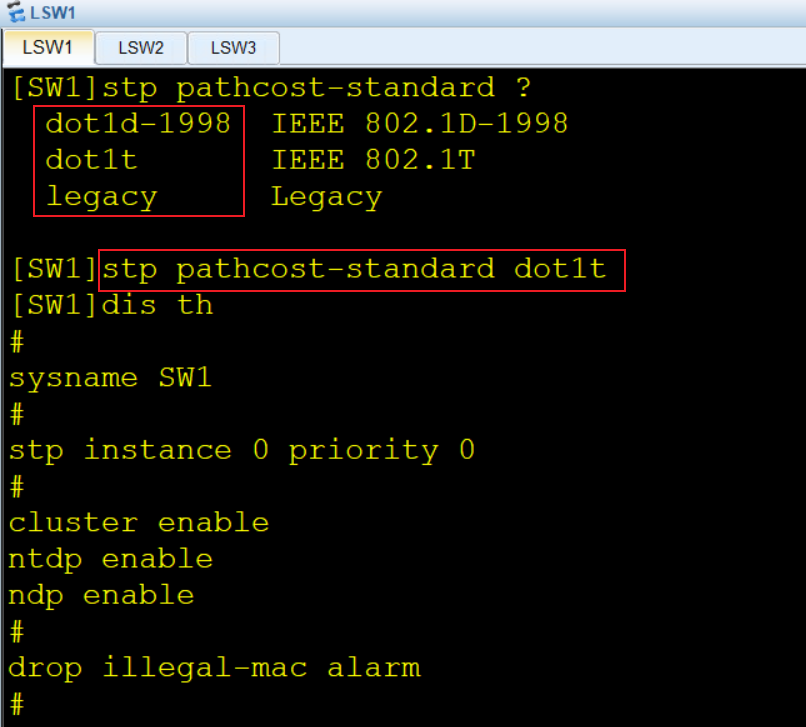 LSW1
LSW1 LSW2 LSW3
[SW1]stp pathcost-standard ?
dot1d-1998 IEEE 802.1D-1998
dot1t IEEE 802.1T
legacy Legacy
[SW1]stp pathcost-standard dot1t
[SW1]dis th
#
sysname SW1
#
stp instance 0 priority 0
#
cluster enable
ntdp enable
ndp enable
#
drop illegal-mac alarm
#